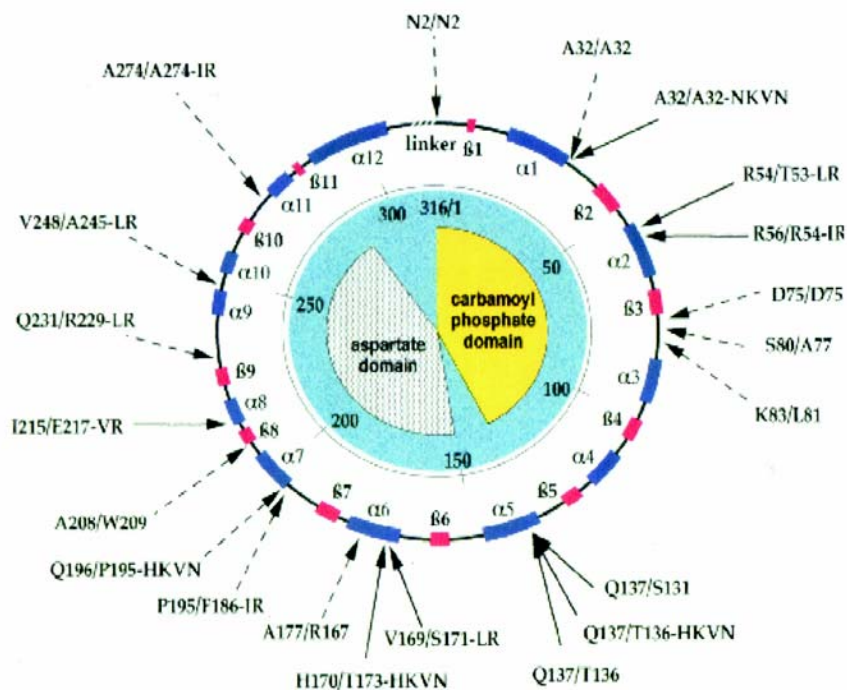 N2/N2
A32/A32
A32/A32-NKVN
R54/T53-LR
R56/R54-IR
D75/D75
S80/A77
K83/L81
Q137/S131
Q137/T136-HKVN
Q137/T136
V169/S171-LR
H170/T173-HKVN
A177/R167
P195/F186-IR
Q196/P195-HKVN
A208/W209
I215/E217-VR
Q231/R229-LR
V248/A245-LR
A274/A274-IR
linker
ß1
α1
ß2
α2
ß3
α3
ß4
α4
ß5
α5
ß6
α6
ß7
α7
ß8
α8
ß9
α9
α10
ß10
α11
ß11
α12
316/1
50
100
150
200
250
300
carbamoyl
phosphate
domain
aspartate
domain